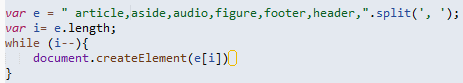 var e = " article,aside,audio,figure,footer,header,".split(', ');
var i= e.length;
while (i--){
document.createElement(e[i])
}